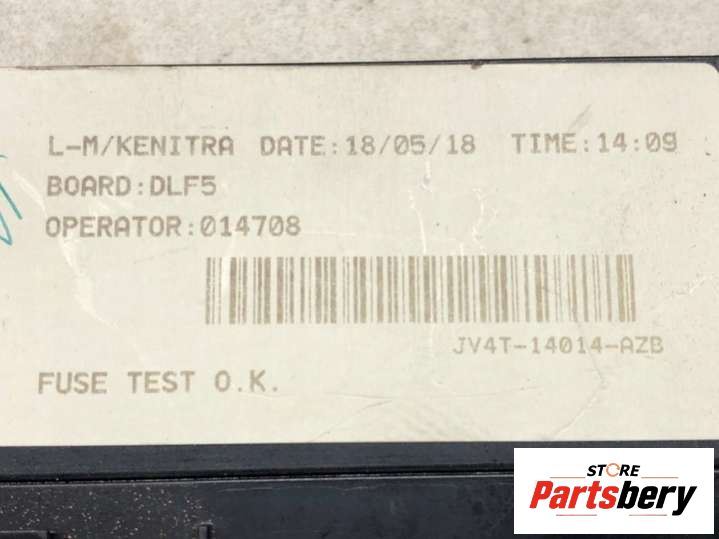 L-M/KENITRA DATE:18/05/18 TIME:14:09
BOARD:DLF5
OPERATOR:014708
JV4T-14014-AZB
FUSE TEST O.K.
STORE
Partsbery